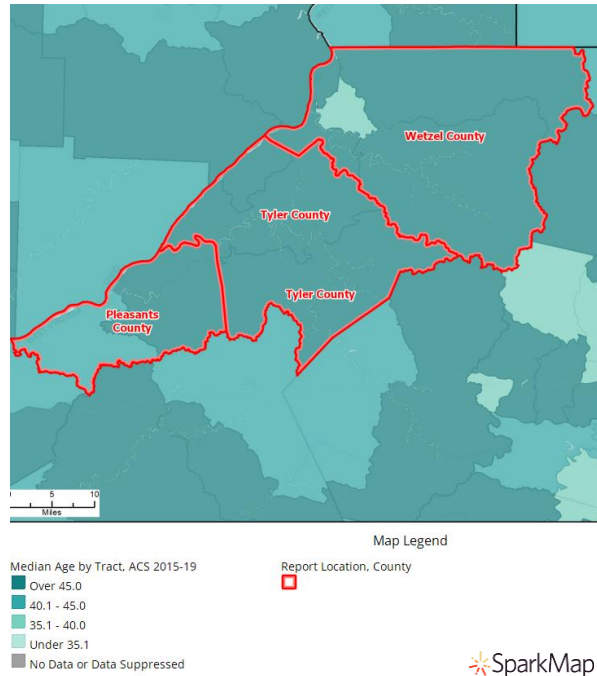 Wetzel County
Tyler County
Tyler County
Pleasants
County
0 5 10
Miles
Map Legend
Median Age by Tract, ACS 2015-19
Over 45.0
40.1 - 45.0
35.1 - 40.0
Under 35.1
No Data or Data Suppressed
Report Location, County
SparkMap